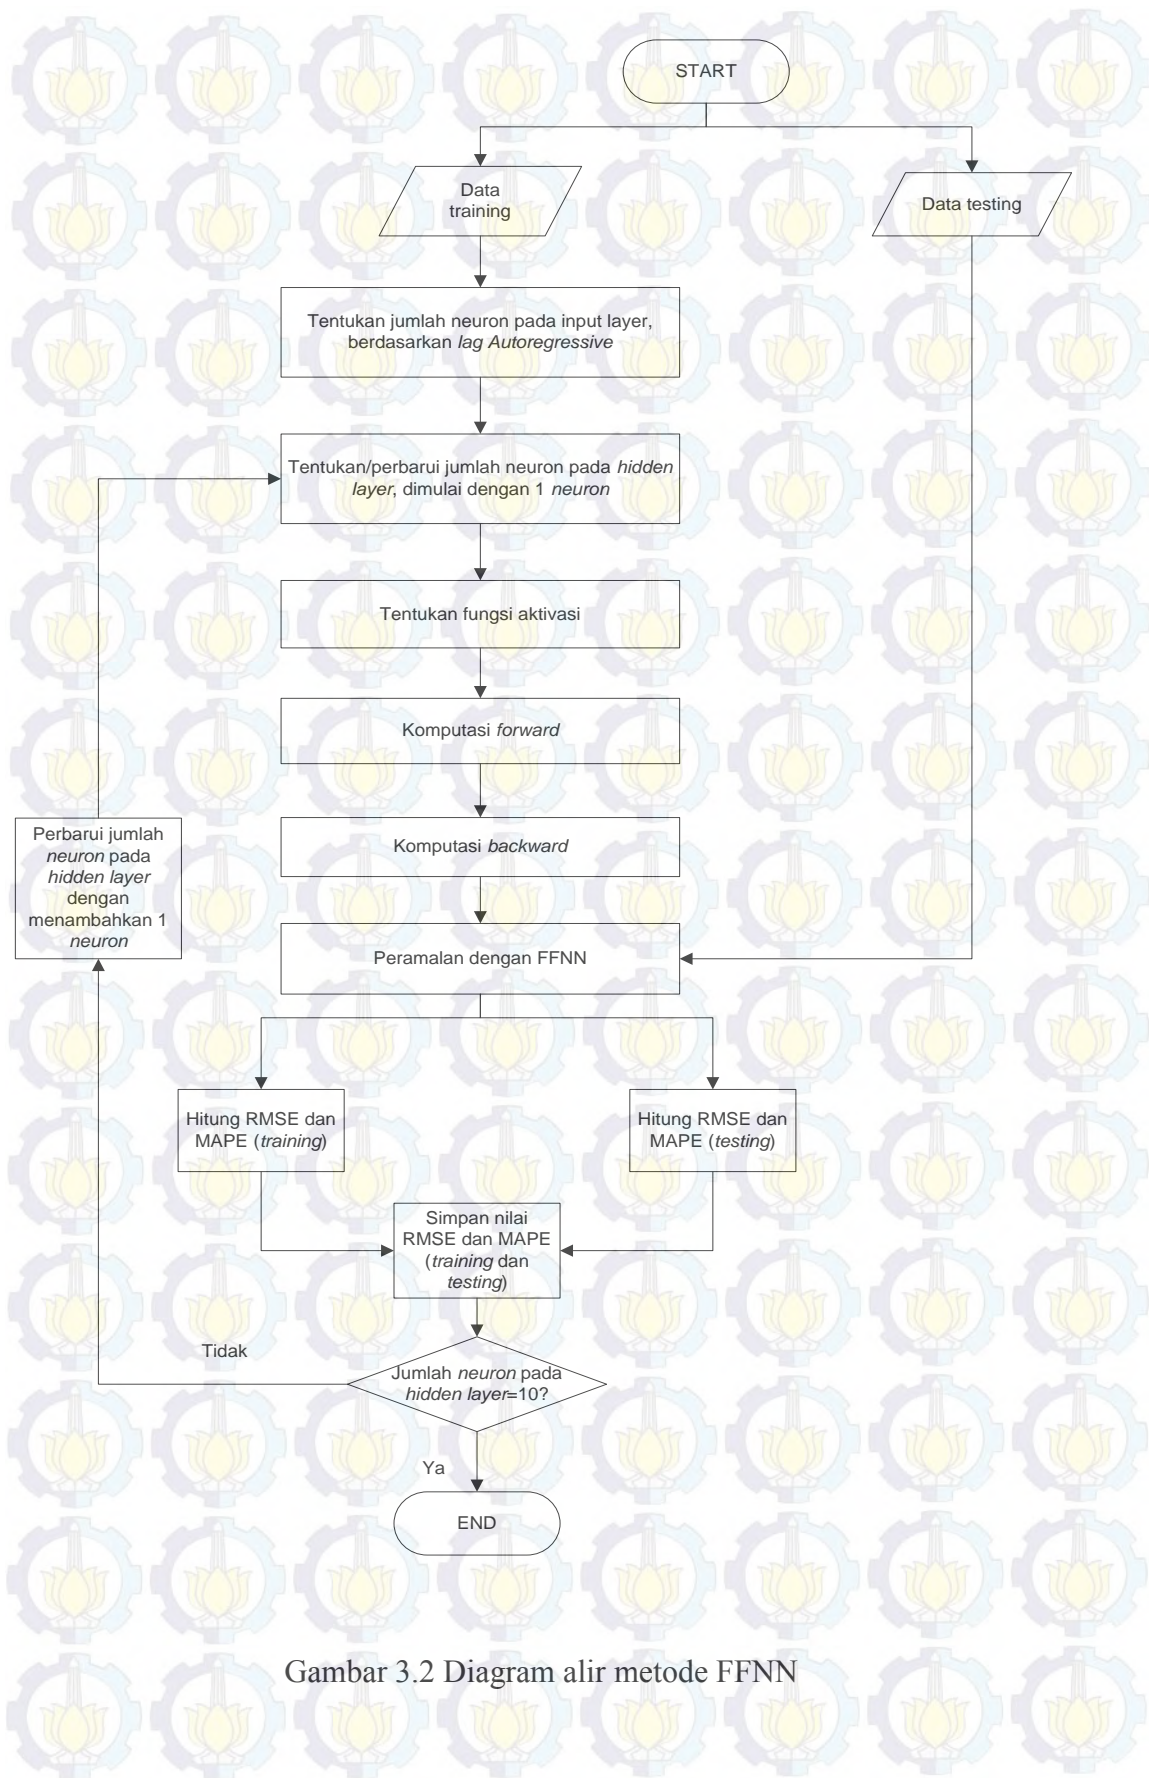 START
Data
training
Data testing
Tentukan jumlah neuron pada input layer,
berdasarkan lag Autoregressive
Tentukan/perbarui jumlah neuron pada hidden
layer, dimulai dengan 1 neuron
Tentukan fungsi aktivasi
Komputasi forward
Komputasi backward
Perbarui jumlah
neuron pada
hidden layer
dengan
menambahkan 1
neuron
Peramalan dengan FFNN
Hitung RMSE dan
MAPE (training)
Hitung RMSE dan
MAPE (testing)
Simpan nilai
RMSE dan MAPE
(training dan
testing)
Tidak
Jumlah neuron pada
hidden layer=10?
Ya
END
Gambar 3.2 Diagram alir metode FFNN